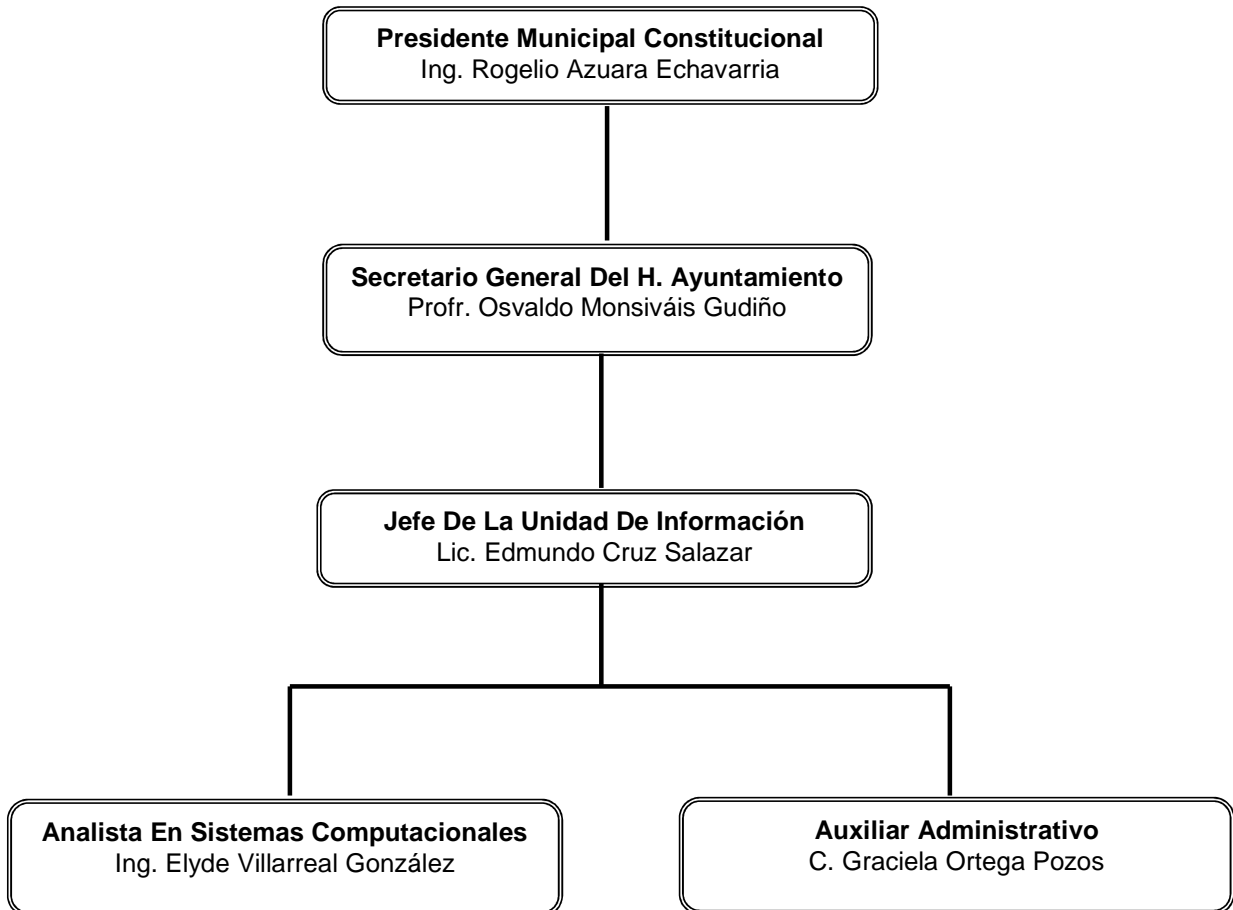 Presidente Municipal Constitucional
Ing. Rogelio Azuara Echavarria
Secretario General Del H. Ayuntamiento
Profr. Osvaldo Monsiváis Gudiño
Jefe De La Unidad De Información
Lic. Edmundo Cruz Salazar
Analista En Sistemas Computacionales
Ing. Elyde Villarreal González
Auxiliar Administrativo
C. Graciela Ortega Pozos